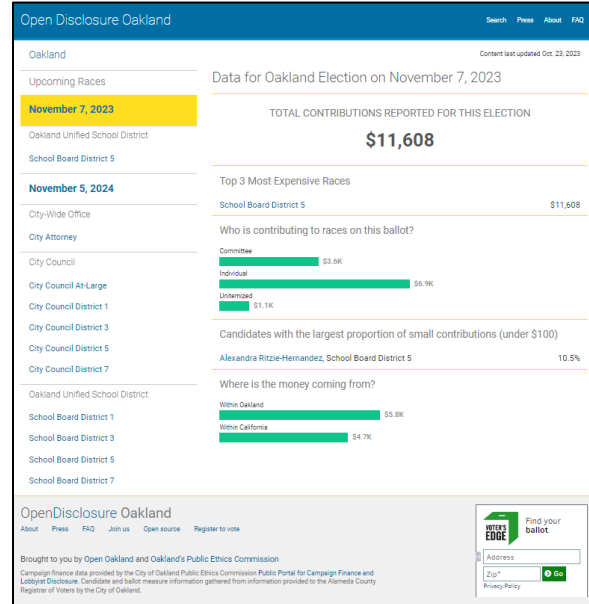 Open Disclosure Oakland
Search Press About FAQ
Content last updated Oct. 23, 2023
Oakland
Upcoming Races
November 7, 2023
Oakland Unified School District
School Board District 5
November 5, 2024
City-Wide Office
City Attorney
City Council
City Council At-Large
City Council District 1
City Council District 3
City Council District 5
City Council District 7
Oakland Unified School District
School Board District 1
School Board District 3
School Board District 5
School Board District 7
Data for Oakland Election on November 7, 2023
TOTAL CONTRIBUTIONS REPORTED FOR THIS ELECTION
$11,608
Top 3 Most Expensive Races
School Board District 5 $11,608
Who is contributing to races on this ballot?
Committee
$3.6K
Individual
$6.9K
Unitemized
$1.1K
Candidates with the largest proportion of small contributions (under $100)
Alexandra Ritzie-Hernandez, School Board District 5 10.5%
Where is the money coming from?
Within Oakland
$5.8K
Within California
$4.7K
OpenDisclosure Oakland
About Press FAQ Join us Open source Register to vote
Brought to you by Open Oakland and Oakland's Public Ethics Commission
Campaign finance data provided by the City of Oakland Public Ethics Commission Public Portal for Campaign Finance and
Lobbyist Disclosure. Candidate and ballot measure information gathered from information provided to the Alameda County
Registrar of Voters by the City of Oakland.
VOTER'S
EDGE
Find your
ballot
Address
Zip* Go
Privacy Policy